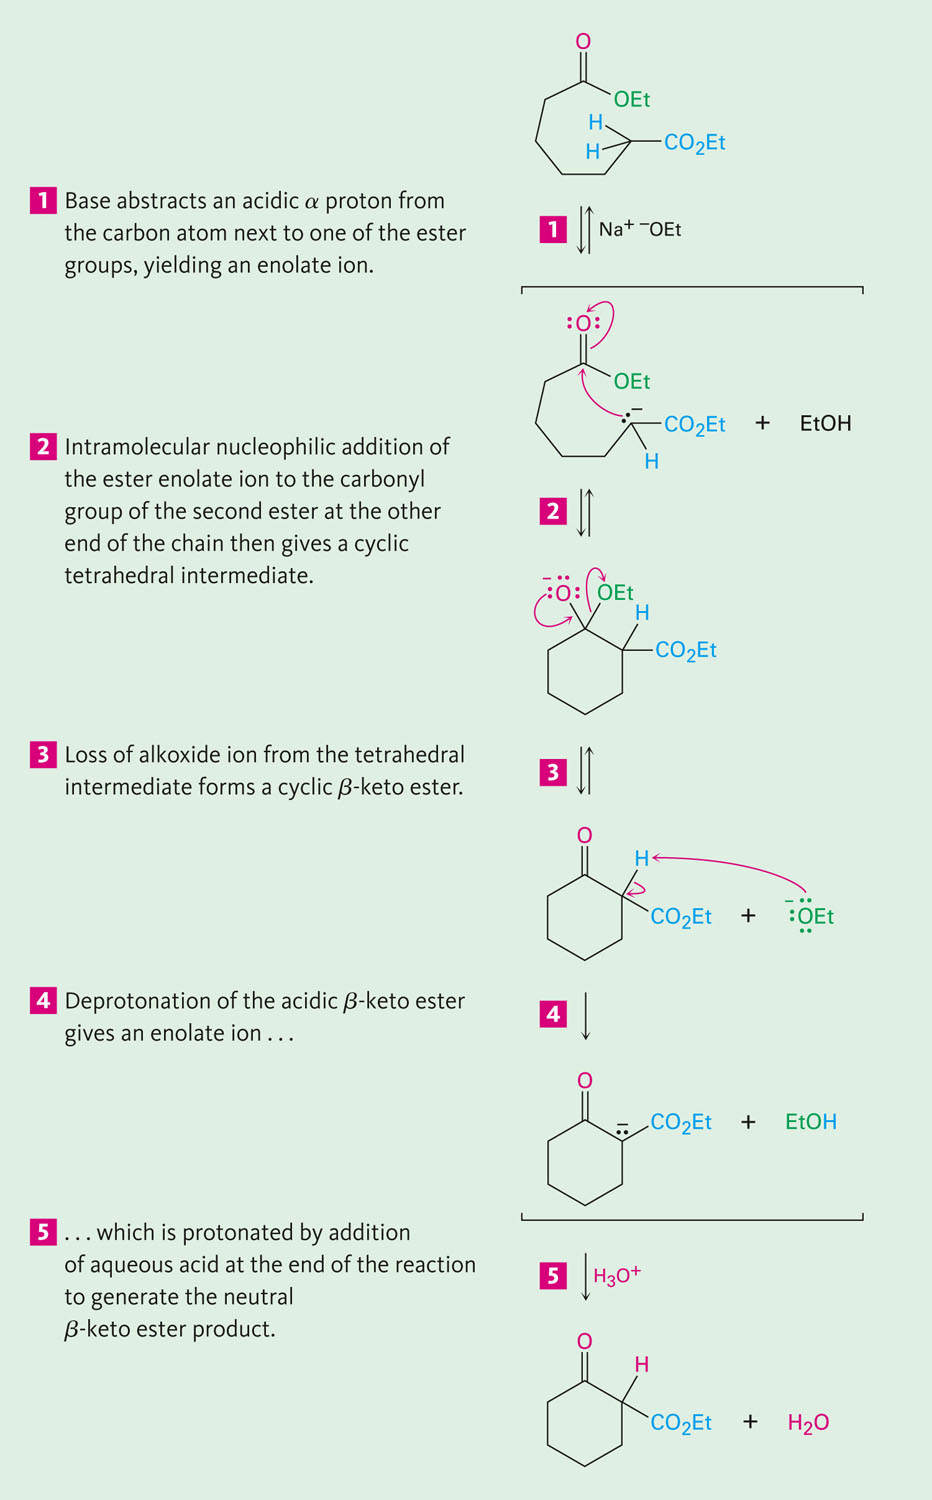 O
OEt
H
H
CO₂Et
1 Base abstracts an acidic α proton from
the carbon atom next to one of the ester
groups, yielding an enolate ion.
1 Na⁺ ⁻OEt
:O:
OEt
CO₂Et + EtOH
H
2 Intramolecular nucleophilic addition of
the ester enolate ion to the carbonyl
group of the second ester at the other
end of the chain then gives a cyclic
tetrahedral intermediate.
2
:O: OEt
H
CO₂Et
3 Loss of alkoxide ion from the tetrahedral
intermediate forms a cyclic β-keto ester.
3
O
H
CO₂Et + ⁻:OEt
4 Deprotonation of the acidic β-keto ester
gives an enolate ion . . .
4
O
CO₂Et + EtOH
5 . . . which is protonated by addition
of aqueous acid at the end of the reaction
to generate the neutral
β-keto ester product.
5 H₃O⁺
O
H
CO₂Et + H₂O